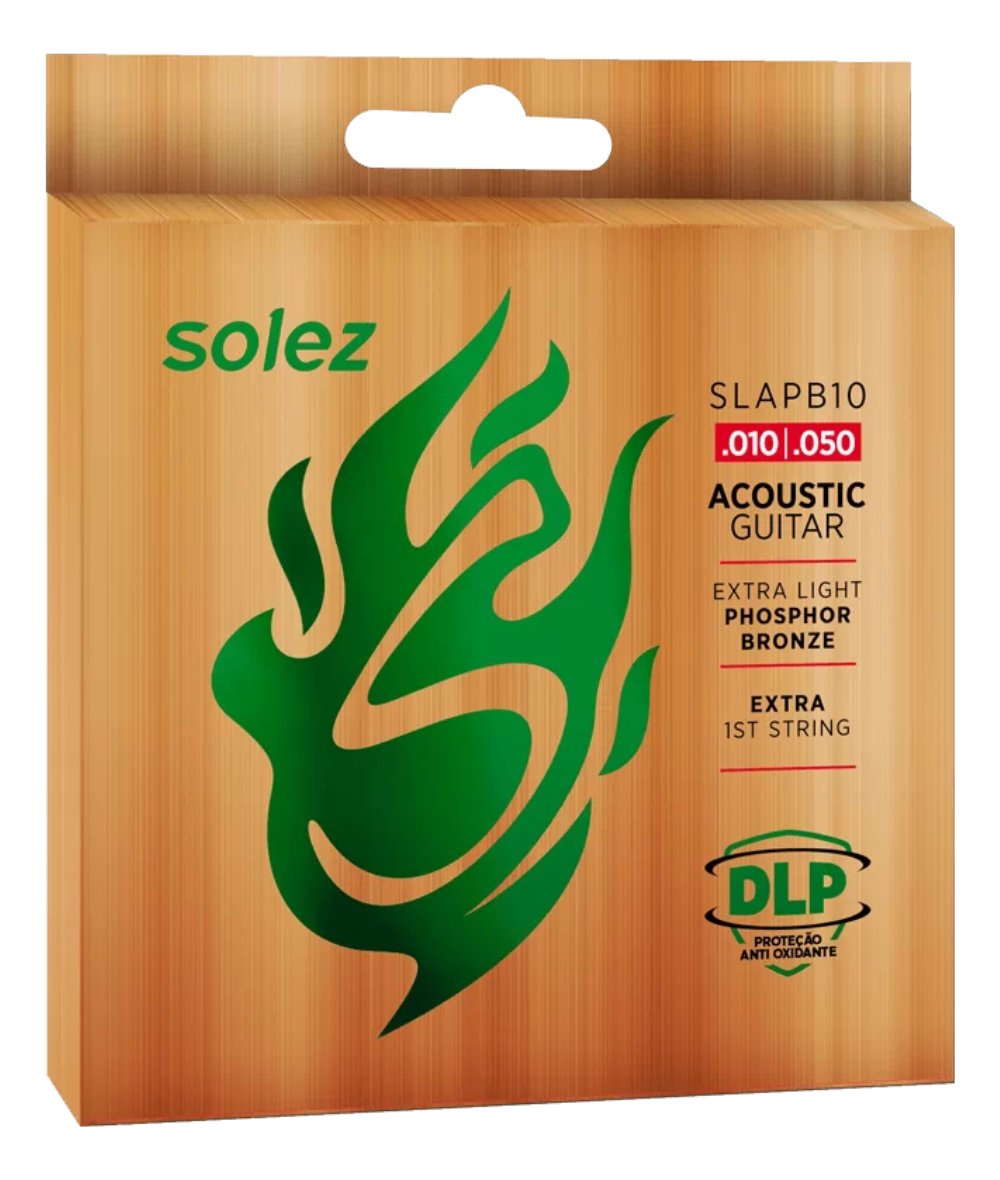 solez
SLAPB10
.010|.050
ACOUSTIC
GUITAR
EXTRA LIGHT
PHOSPHOR
BRONZE
EXTRA
1ST STRING
DLP
PROTEÇÃO
ANTI OXIDANTE